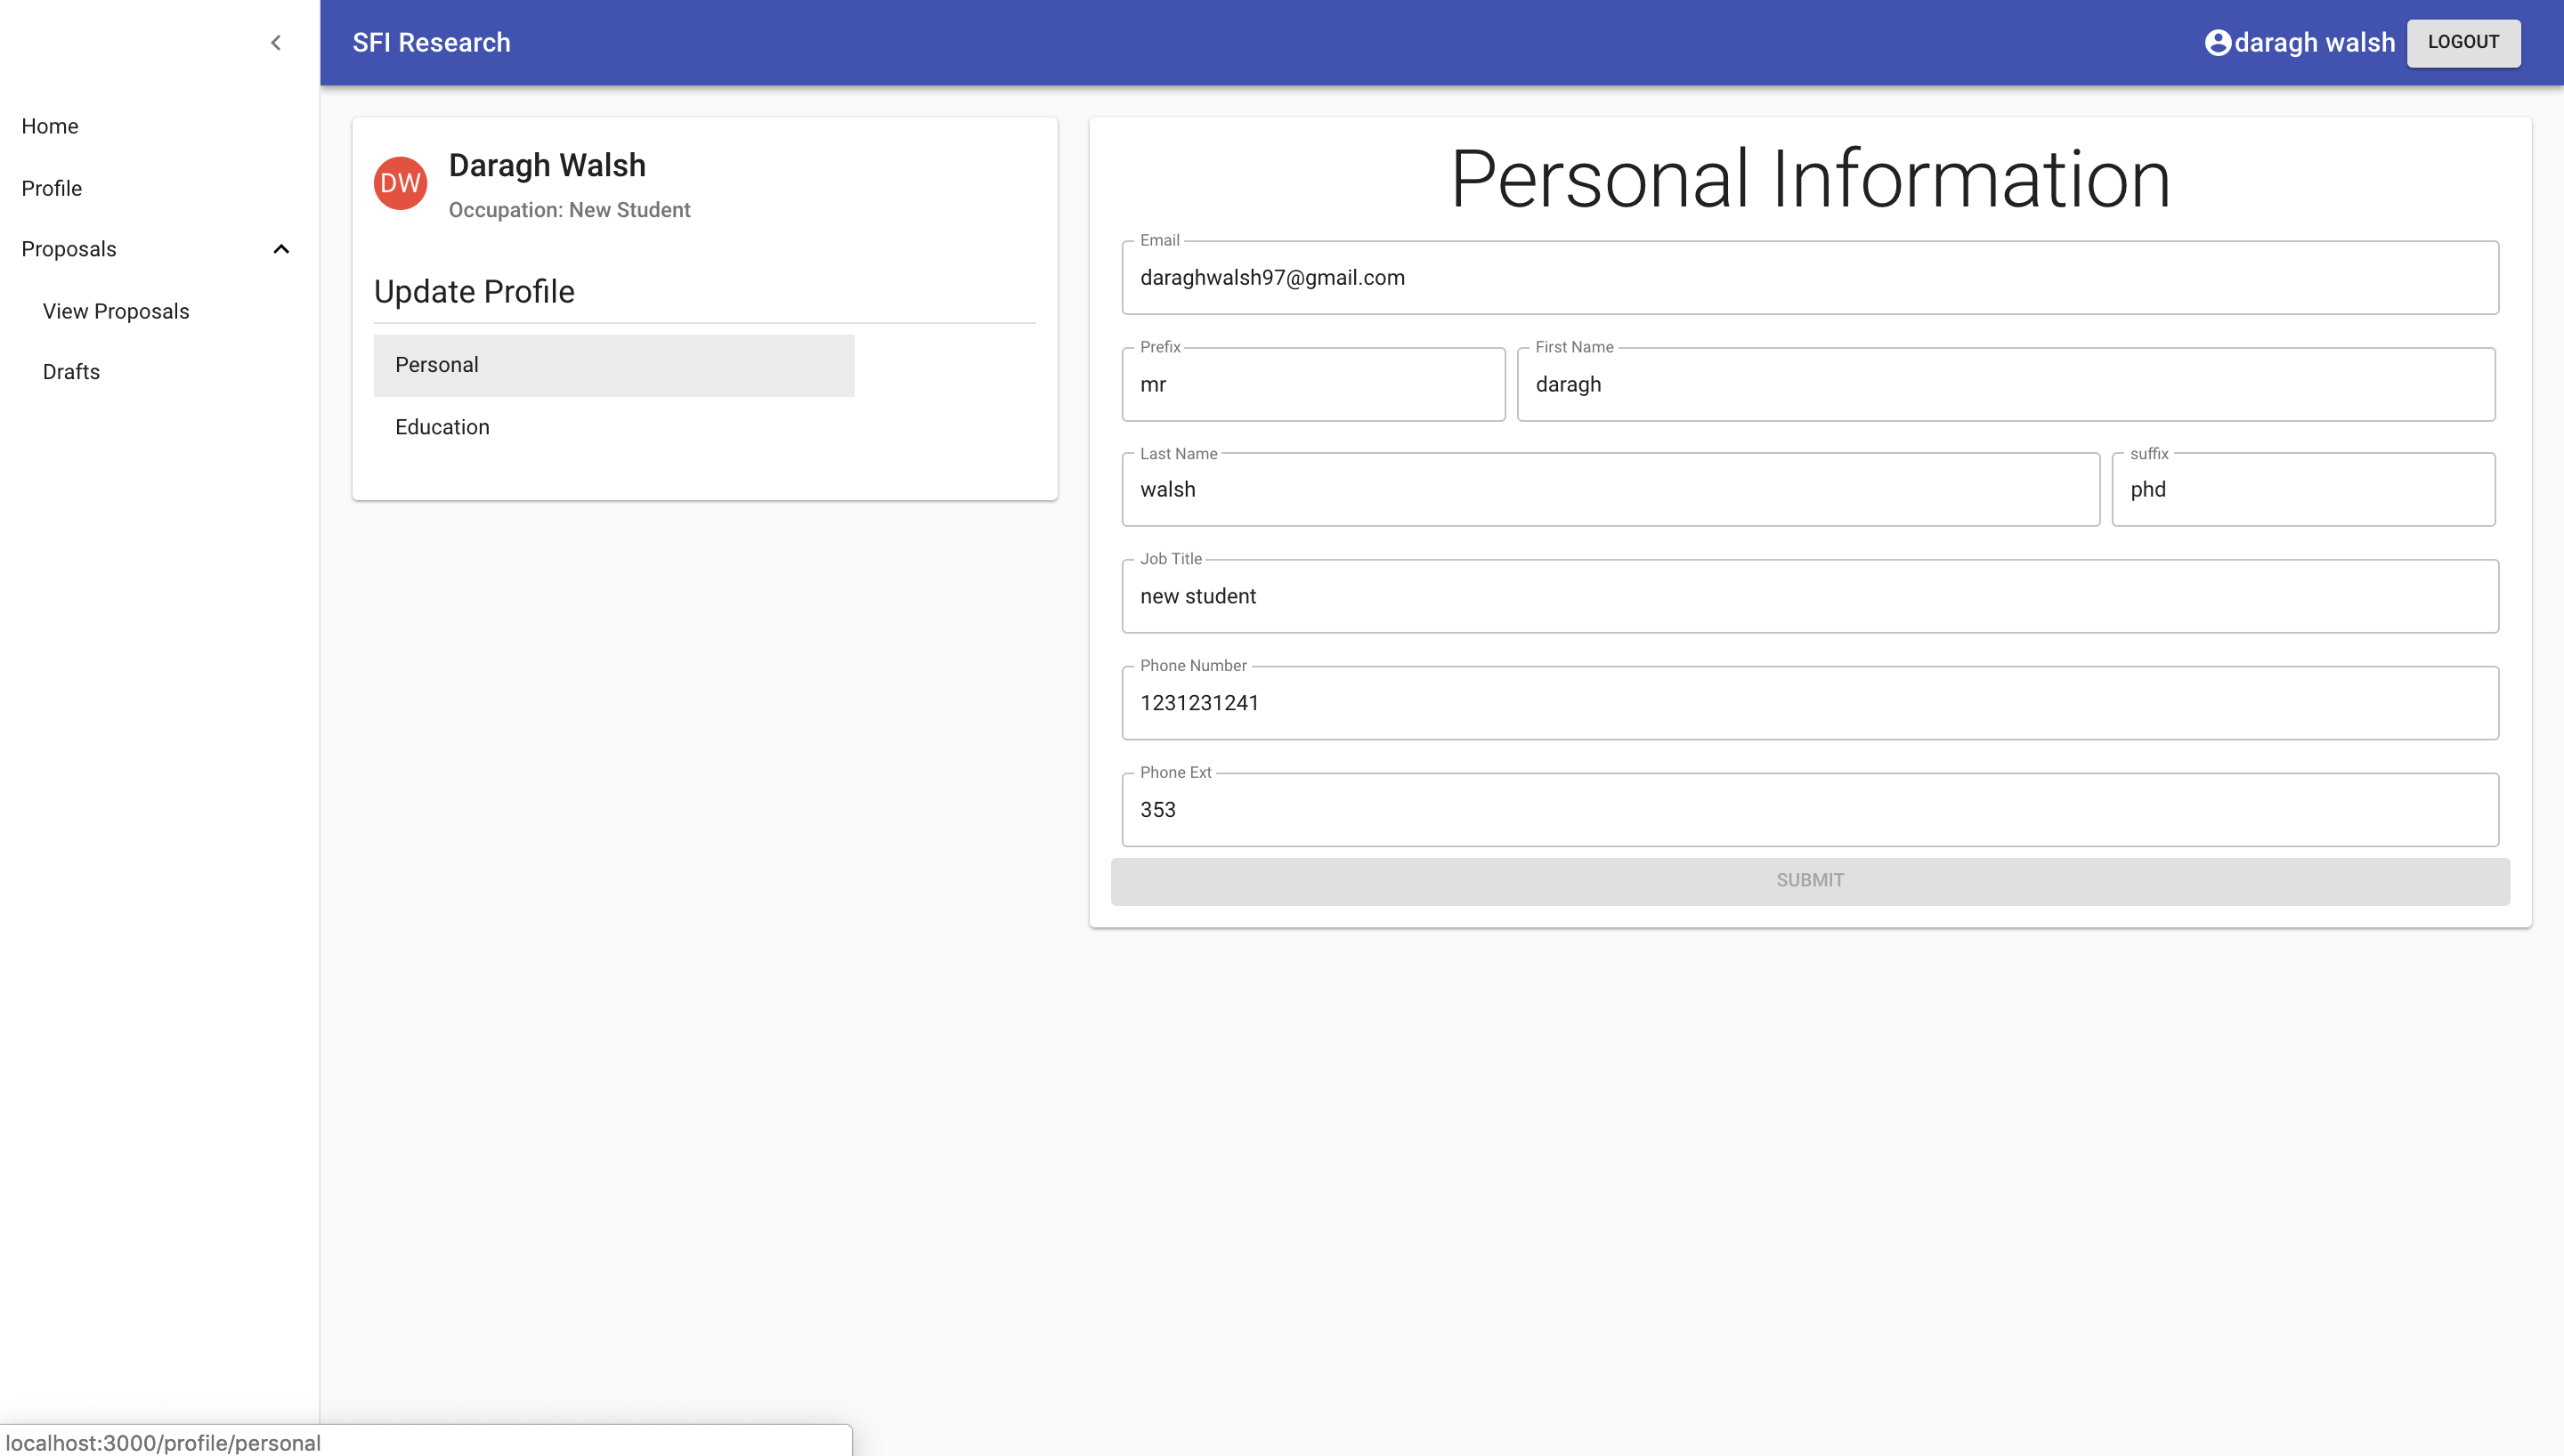 SFI Research
daragh walsh
LOGOUT
Home
Profile
Proposals
View Proposals
Drafts
DW
Daragh Walsh
Occupation: New Student
Update Profile
Personal
Education
Personal Information
Email
daraghwalsh97@gmail.com
Prefix
mr
First Name
daragh
Last Name
walsh
suffix
phd
Job Title
new student
Phone Number
1231231241
Phone Ext
353
SUBMIT
localhost:3000/profile/personal